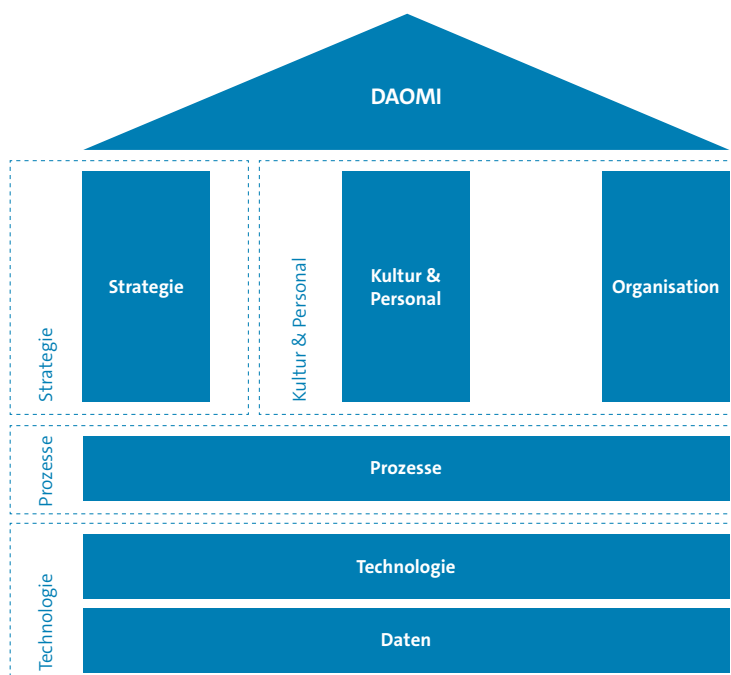 DAOMI
Strategie
Strategie
Kultur & Personal
Kultur &
Personal
Organisation
Prozesse
Prozesse
Technologie
Technologie
Daten